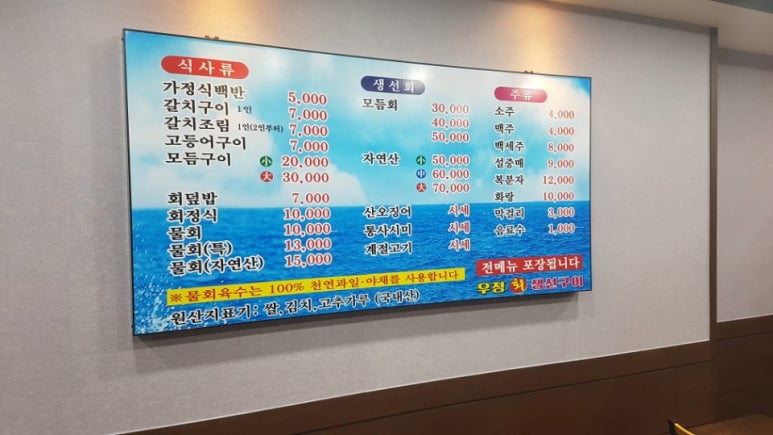 식사류
가정식백반 5,000
갈치구이 1인 7,000
갈치조림 1인(2인부터) 7,000
고등어구이 7,000
모듬구이 小 20,000
大 30,000
회덮밥 7,000
회정식 10,000
물회 10,000
물회(특) 13,000
물회(자연산) 15,000
※물회육수는 100% 천연과일·야채를 사용합니다
원산지표기: 쌀,김치,고추가루 (국내산)
생선회
모듬회 30,000
40,000
50,000
자연산 小 50,000
中 60,000
大 70,000
산오징어 시세
통사시미 시세
계절고기 시세
주류
소주 4,000
맥주 4,000
백세주 8,000
설중매 9,000
복분자 12,000
화랑 10,000
막걸리 3,000
음료수 1,000
전메뉴 포장됩니다
우정 회 생선구이